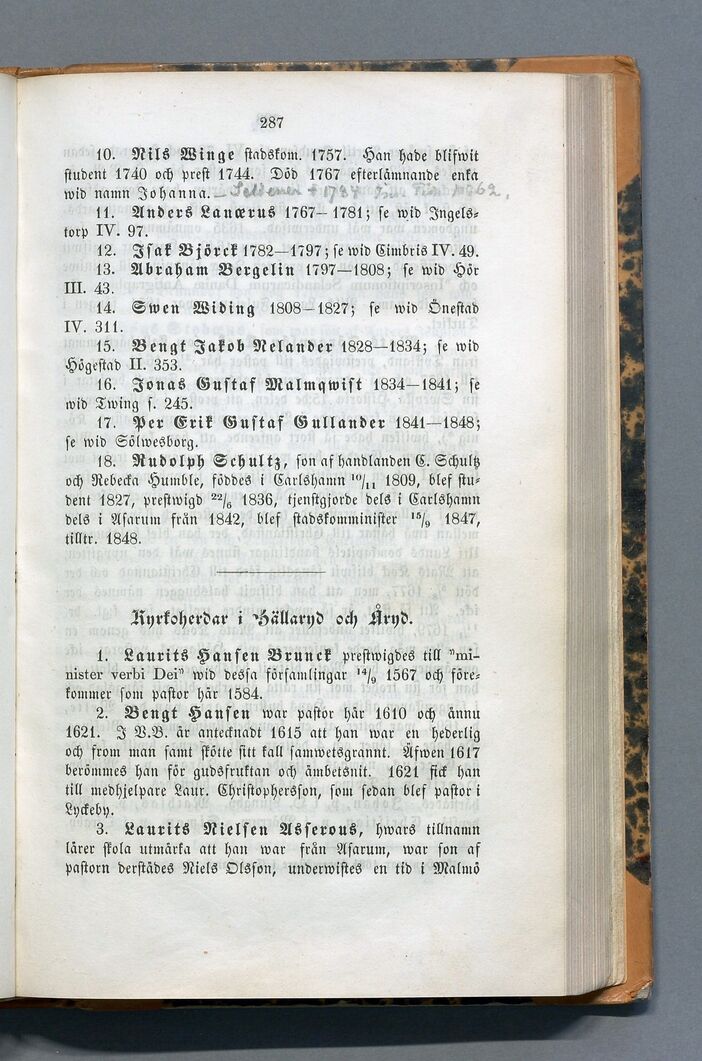 287
10. Nils Winge stadskom. 1757. Han hade blifwit
student 1740 och prest 1744. Död 1767 efterlämnande enka
wid namn Johanna.
11. Anders Lanærus 1767—1781; se wid Ingels-
torp IV. 97.
12. Isak Björck 1782—1797; se wid Cimbris IV. 49.
13. Abraham Bergelin 1797—1808; se wid Hör
III. 43.
14. Swen Widing 1808—1827; se wid Önestad
IV. 311.
15. Bengt Jakob Nelander 1828—1834; se wid
Högestad II. 353.
16. Jonas Gustaf Malmqwist 1834—1841; se
wid Twing s. 245.
17. Per Erik Gustaf Gullander 1841—1848;
se wid Sölwesborg.
18. Rudolph Schultz, son af handlanden C. Schultz
och Rebecka Humble, föddes i Carlshamn 10/11 1809, blef stu-
dent 1827, prestwigd 22/6 1836, tjenstgjorde dels i Carlshamn
dels i Asarum från 1842, blef stadskomminister 15/9 1847,
tilltr. 1848.
Kyrkoherdar i Hällaryd och Åryd.
1. Laurits Hansen Brunck prestwigdes till "mi-
nister verbi Dei" wid dessa församlingar 14/9 1567 och före-
kommer som pastor här 1584.
2. Bengt Hansen war pastor här 1610 och ännu
1621. I V.B. är antecknadt 1615 att han war en hederlig
och from man samt skötte sitt kall samwetsgrannt. Äfwen 1617
berömmes han för gudsfruktan och ämbetsnit. 1621 fick han
till medhjelpare Laur. Christophersson, som sedan blef pastor i
Lyckeby.
3. Laurits Nielsen Asserous, hwars tillnamn
lärer skola utmärka att han war från Asarum, war son af
pastorn derstädes Niels Olsson, underwistes en tid i Malmö